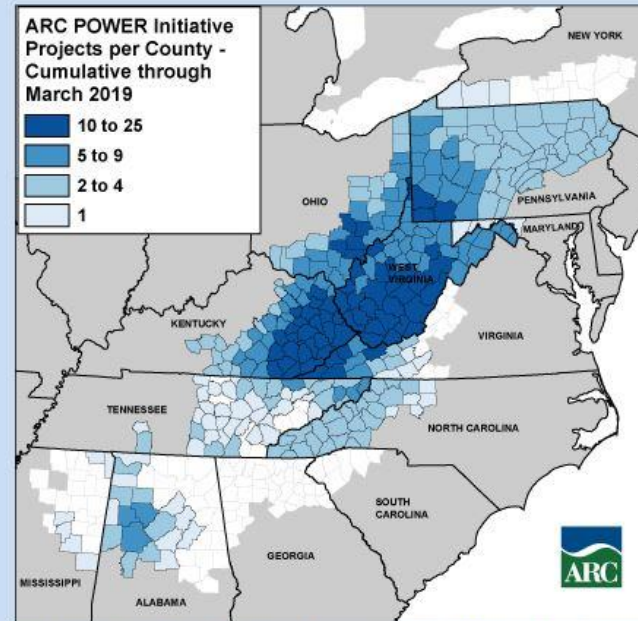 ARC POWER Initiative
Projects per County -
Cumulative through
March 2019
10 to 25
5 to 9
2 to 4
1
NEW YORK
PENNSYLVANIA
OHIO
MARYLAND
WEST
VIRGINIA
KENTUCKY
VIRGINIA
TENNESSEE
NORTH CAROLINA
SOUTH
CAROLINA
GEORGIA
MISSISSIPPI
ALABAMA
ARC